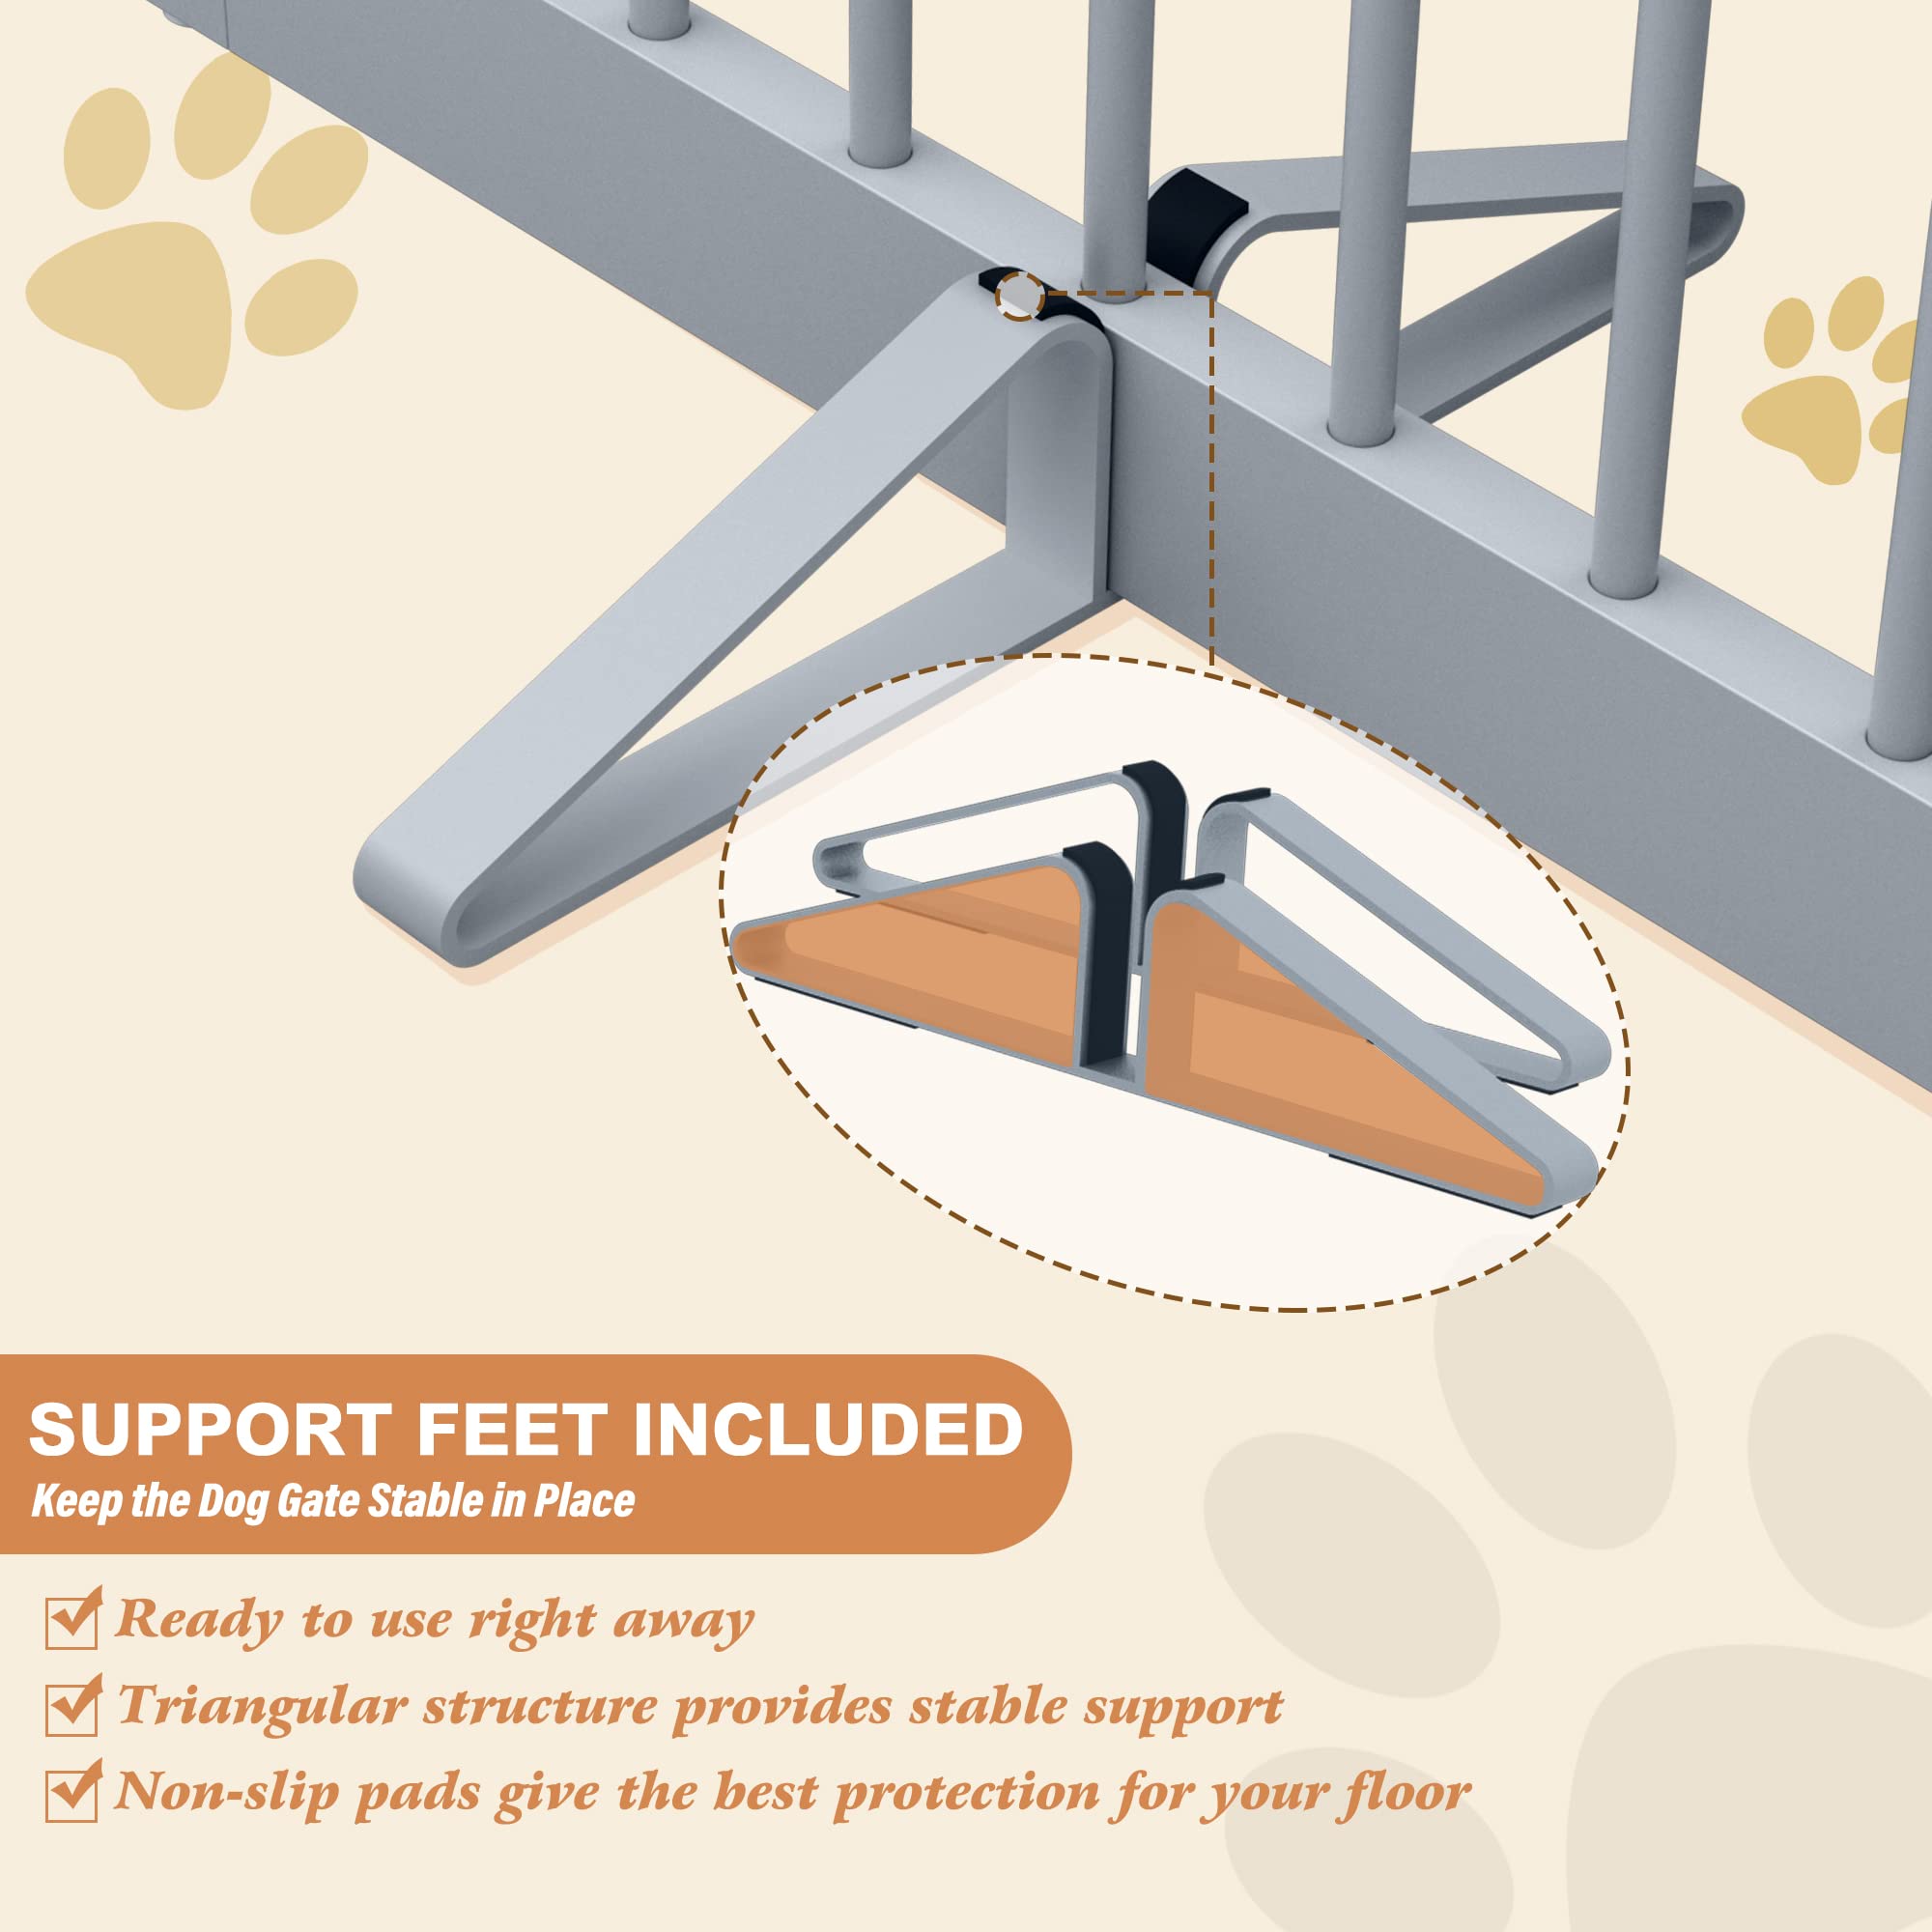 SUPPORT FEET INCLUDED
Keep the Dog Gate Stable in Place
Ready to use right away
Triangular structure provides stable support
Non-slip pads give the best protection for your floor